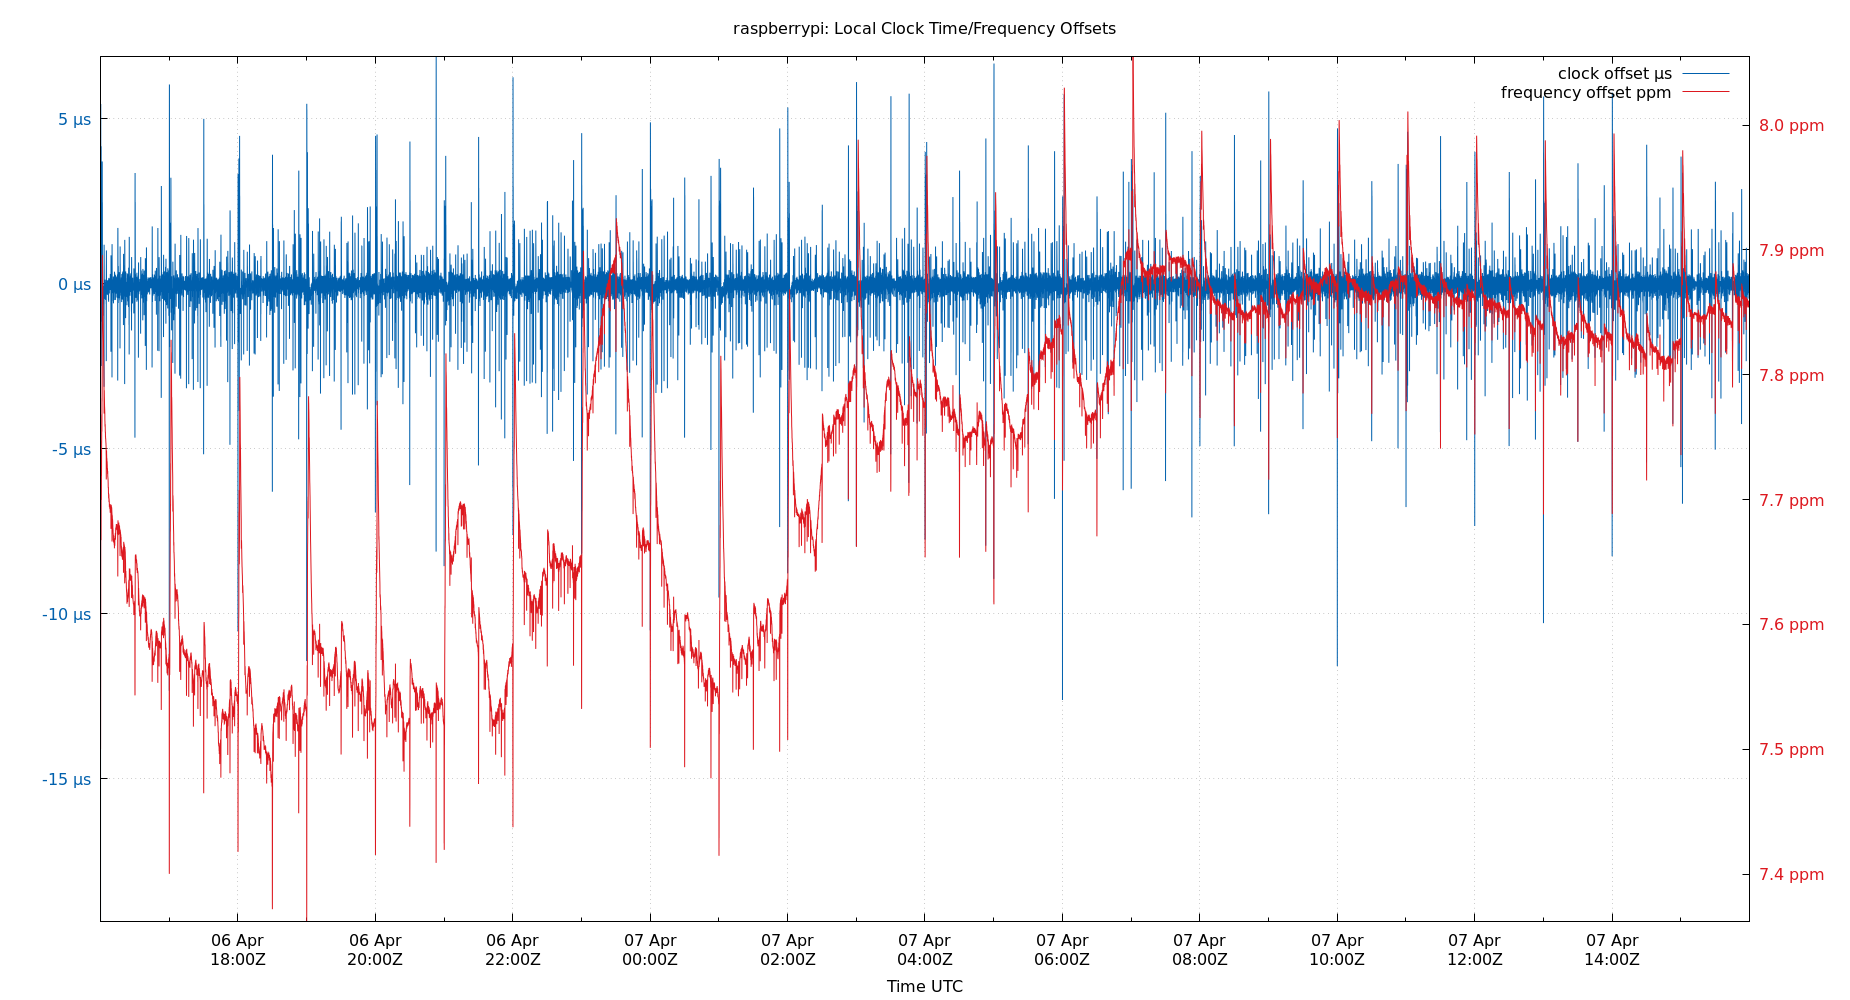 raspberrypi: Local Clock Time/Frequency Offsets
clock offset µs
frequency offset ppm
5 µs
0 µs
-5 µs
-10 µs
-15 µs
8.0 ppm
7.9 ppm
7.8 ppm
7.7 ppm
7.6 ppm
7.5 ppm
7.4 ppm
06 Apr 06 Apr 06 Apr 07 Apr 07 Apr 07 Apr 07 Apr 07 Apr 07 Apr 07 Apr 07 Apr
18:00Z 20:00Z 22:00Z 00:00Z 02:00Z 04:00Z 06:00Z 08:00Z 10:00Z 12:00Z 14:00Z
Time UTC